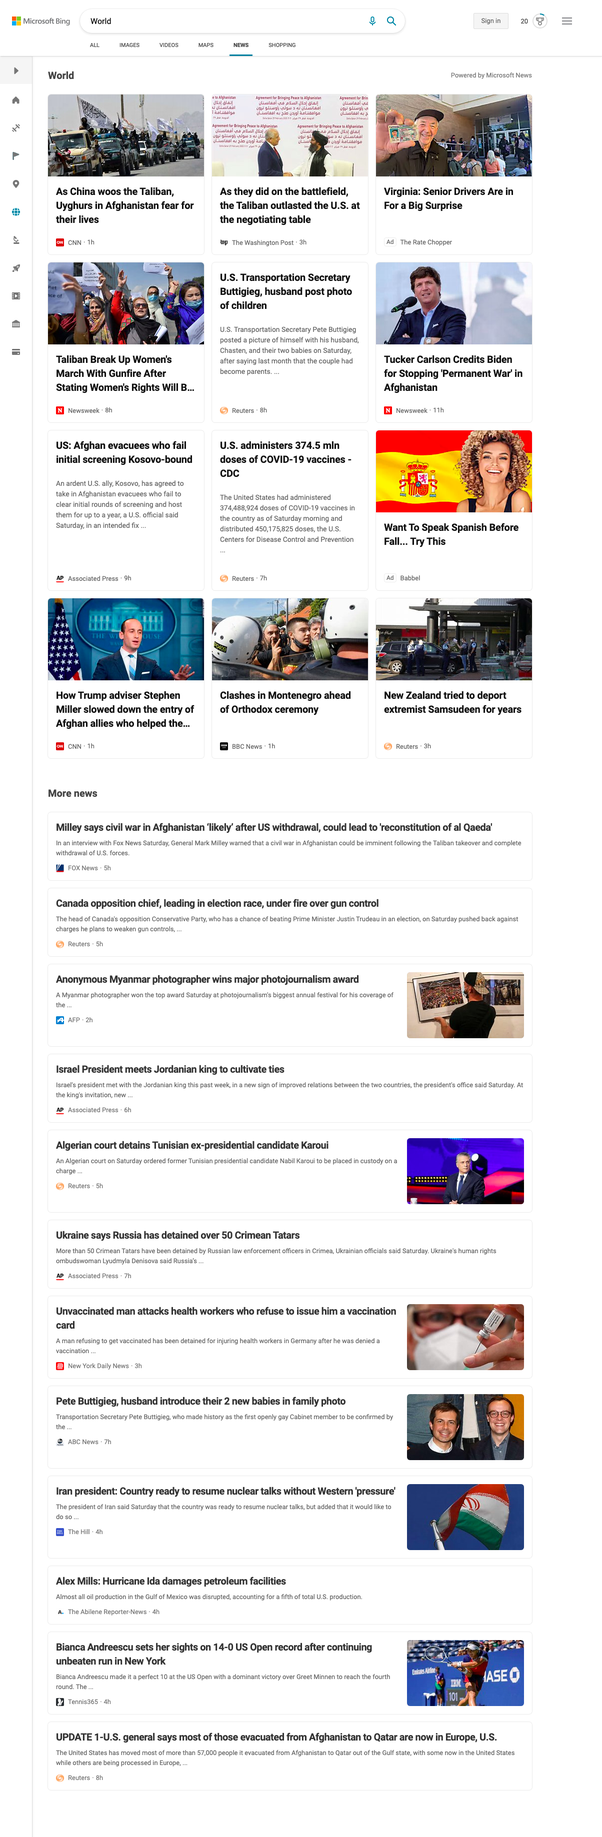 Microsoft Bing
World
Sign in
20
ALL
IMAGES
VIDEOS
MAPS
NEWS
SHOPPING
World
Powered by Microsoft News
As China woos the Taliban,
Uyghurs in Afghanistan fear for
their lives
CNN · 1h
As they did on the battlefield,
the Taliban outlasted the U.S. at
the negotiating table
wp The Washington Post · 3h
Virginia: Senior Drivers Are in
For a Big Surprise
Ad The Rate Chopper
Taliban Break Up Women's
March With Gunfire After
Stating Women's Rights Will B...
N Newsweek · 8h
U.S. Transportation Secretary
Buttigieg, husband post photo
of children
U.S. Transportation Secretary Pete Buttigieg
posted a picture of himself with his husband,
Chasten, and their two babies on Saturday,
after saying last month that the couple had
become parents. ...
Reuters · 8h
Tucker Carlson Credits Biden
for Stopping 'Permanent War' in
Afghanistan
N Newsweek · 11h
US: Afghan evacuees who fail
initial screening Kosovo-bound
An ardent U.S. ally, Kosovo, has agreed to
take in Afghanistan evacuees who fail to
clear initial rounds of screening and host
them for up to a year, a U.S. official said
Saturday, in an intended fix ...
AP Associated Press · 9h
U.S. administers 374.5 mln
doses of COVID-19 vaccines -
CDC
The United States had administered
374,488,924 doses of COVID-19 vaccines in
the country as of Saturday morning and
distributed 450,175,825 doses, the U.S.
Centers for Disease Control and Prevention
...
Reuters · 7h
Want To Speak Spanish Before
Fall... Try This
Ad Babbel
How Trump adviser Stephen
Miller slowed down the entry of
Afghan allies who helped the...
CNN · 1h
Clashes in Montenegro ahead
of Orthodox ceremony
BBC News · 1h
New Zealand tried to deport
extremist Samsudeen for years
Reuters · 3h
More news
Milley says civil war in Afghanistan 'likely' after US withdrawal, could lead to 'reconstitution of al Qaeda'
In an interview with Fox News Saturday, General Mark Milley warned that a civil war in Afghanistan could be imminent following the Taliban takeover and complete
withdrawal of U.S. forces.
FOX News · 5h
Canada opposition chief, leading in election race, under fire over gun control
The head of Canada's opposition Conservative Party, who has a chance of beating Prime Minister Justin Trudeau in an election, on Saturday pushed back against
charges he plans to weaken gun controls, ...
Reuters · 5h
Anonymous Myanmar photographer wins major photojournalism award
A Myanmar photographer won the top award Saturday at photojournalism's biggest annual festival for his coverage of
the ...
AFP · 2h
Israel President meets Jordanian king to cultivate ties
Israel's president met with the Jordanian king this past week, in a new sign of improved relations between the two countries, the president's office said Saturday. At
the king's invitation, new ...
AP Associated Press · 6h
Algerian court detains Tunisian ex-presidential candidate Karoui
An Algerian court on Saturday ordered former Tunisian presidential candidate Nabil Karoui to be placed in custody on a
charge ...
Reuters · 5h
Ukraine says Russia has detained over 50 Crimean Tatars
More than 50 Crimean Tatars have been detained by Russian law enforcement officers in Crimea, Ukrainian officials said Saturday. Ukraine's human rights
ombudswoman Lyudmyla Denisova said Russia's ...
AP Associated Press · 7h
Unvaccinated man attacks health workers who refuse to issue him a vaccination
card
A man refusing to get vaccinated has been detained for injuring health workers in Germany after he was denied a
vaccination ...
New York Daily News · 3h
Pete Buttigieg, husband introduce their 2 new babies in family photo
Transportation Secretary Pete Buttigieg, who made history as the first openly gay Cabinet member to be confirmed by
the ...
ABC News · 7h
Iran president: Country ready to resume nuclear talks without Western 'pressure'
The president of Iran said Saturday that the country was ready to resume nuclear talks, but added that it would like to
do so ...
The Hill · 4h
Alex Mills: Hurricane Ida damages petroleum facilities
Almost all oil production in the Gulf of Mexico was disrupted, accounting for a fifth of total U.S. production.
A. The Abilene Reporter-News · 4h
Bianca Andreescu sets her sights on 14-0 US Open record after continuing
unbeaten run in New York
Bianca Andreescu made it a perfect 10 at the US Open with a dominant victory over Greet Minnen to reach the fourth
round. The ...
Tennis365 · 4h
IBM
101
ASE
UPDATE 1-U.S. general says most of those evacuated from Afghanistan to Qatar are now in Europe, U.S.
The United States has moved most of more than 57,000 people it evacuated from Afghanistan to Qatar out of the Gulf state, with some now in the United States
while others are being processed in Europe, ...
Reuters · 8h